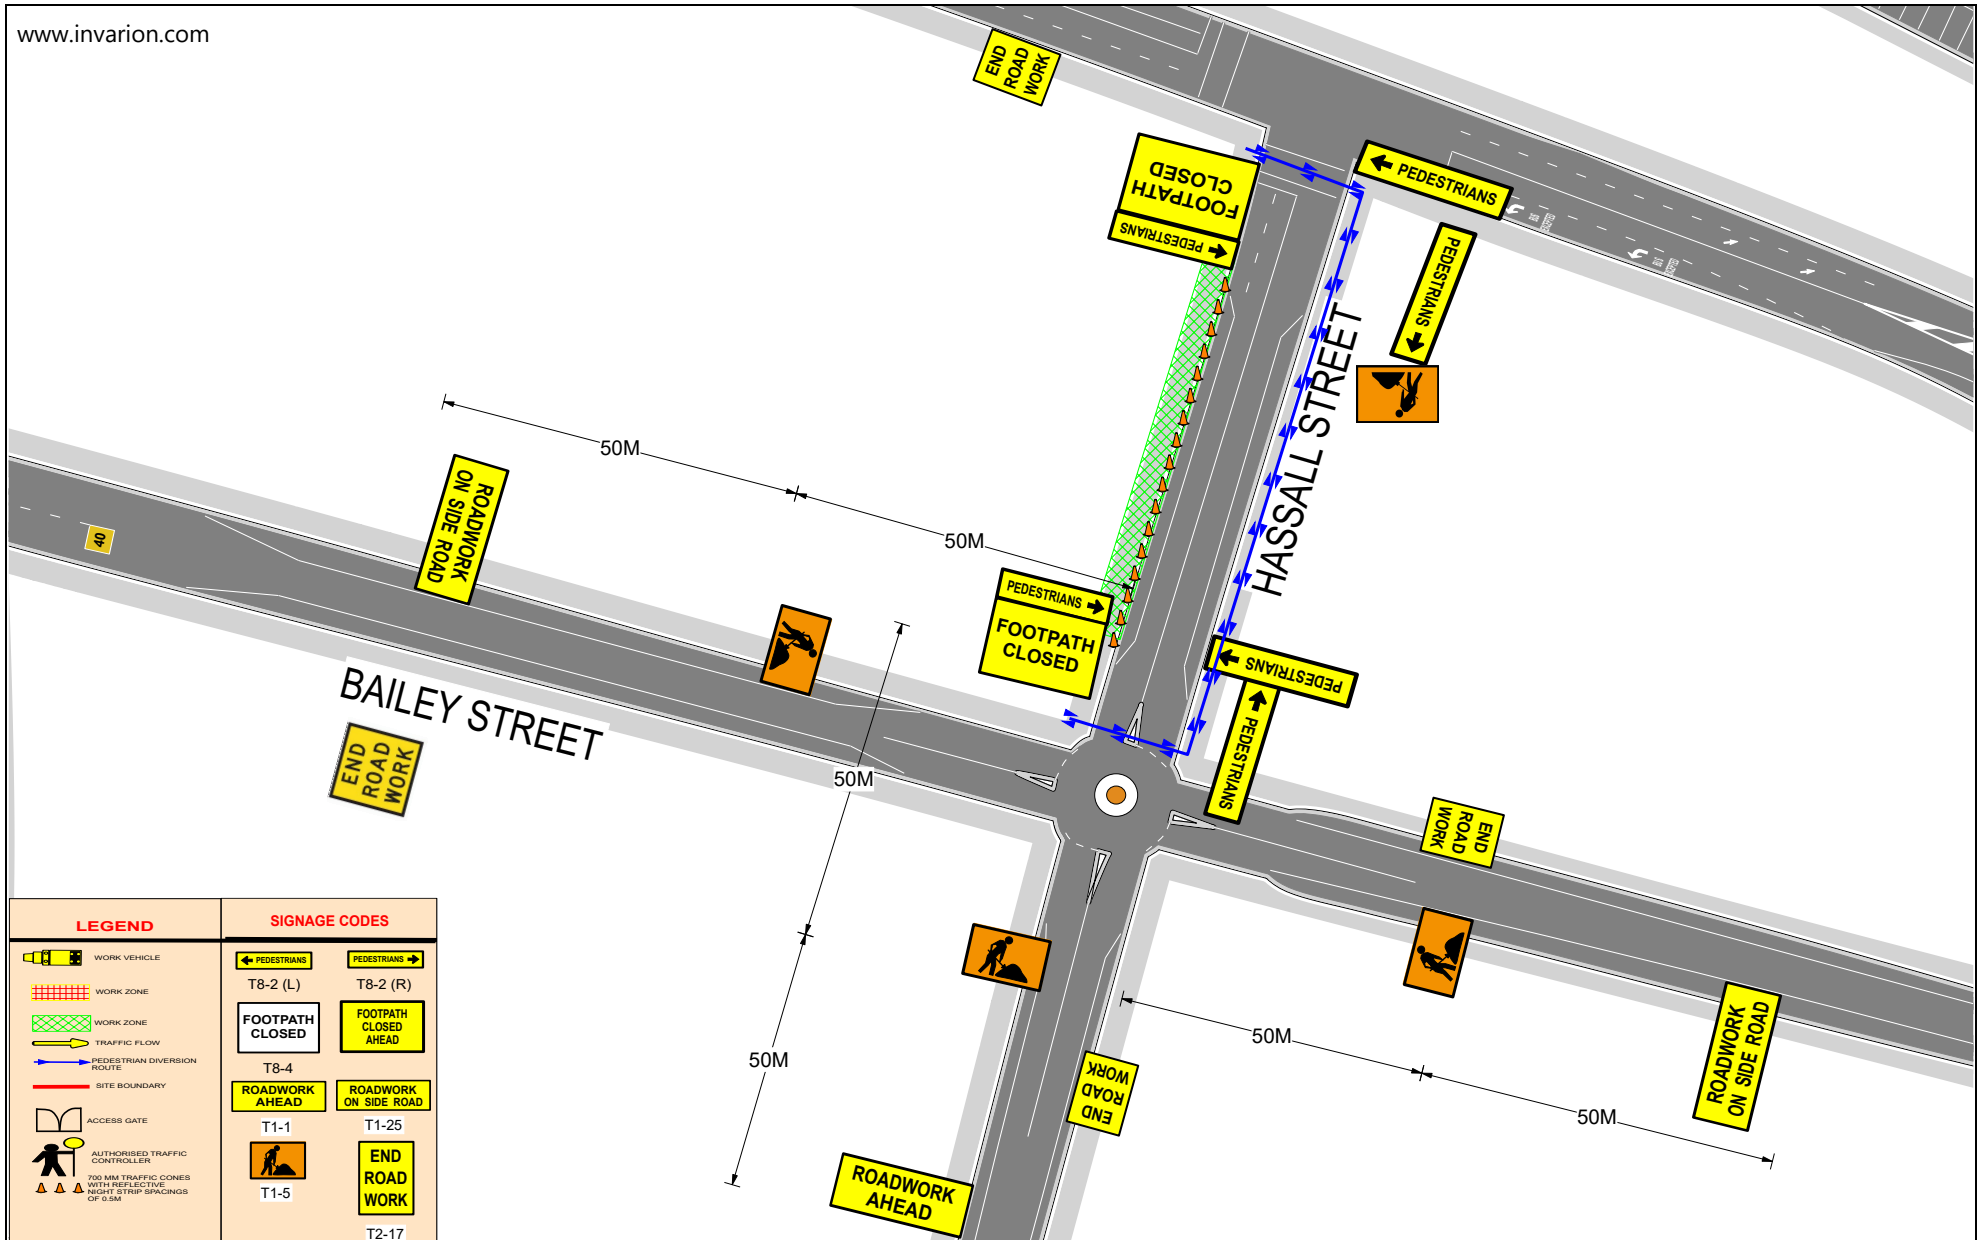 www.invarion.com
END
ROAD
WORK
FOOTPATH
CLOSED
PEDESTRIANS
PEDESTRIANS
PEDESTRIANS
BUS
BUS
HASSALL STREET
50M
50M
ROADWORK
ON SIDE ROAD
40
PEDESTRIANS
FOOTPATH
CLOSED
PEDESTRIANS
PEDESTRIANS
BAILEY STREET
END
ROAD
WORK
50M
END
ROAD
WORK
50M
50M
50M
ROADWORK
ON SIDE ROAD
END
ROAD
WORK
ROADWORK
AHEAD
LEGEND
WORK VEHICLE
WORK ZONE
WORK ZONE
TRAFFIC FLOW
PEDESTRIAN DIVERSION
ROUTE
SITE BOUNDARY
ACCESS GATE
AUTHORISED TRAFFIC
CONTROLLER
700 MM TRAFFIC CONES
WITH REFLECTIVE
NIGHT STRIP SPACINGS
OF 0.5M
SIGNAGE CODES
PEDESTRIANS
PEDESTRIANS
T8-2 (L)
T8-2 (R)
FOOTPATH
CLOSED
FOOTPATH
CLOSED
AHEAD
T8-4
ROADWORK
AHEAD
ROADWORK
ON SIDE ROAD
T1-1
T1-25
END
ROAD
WORK
T1-5
T2-17